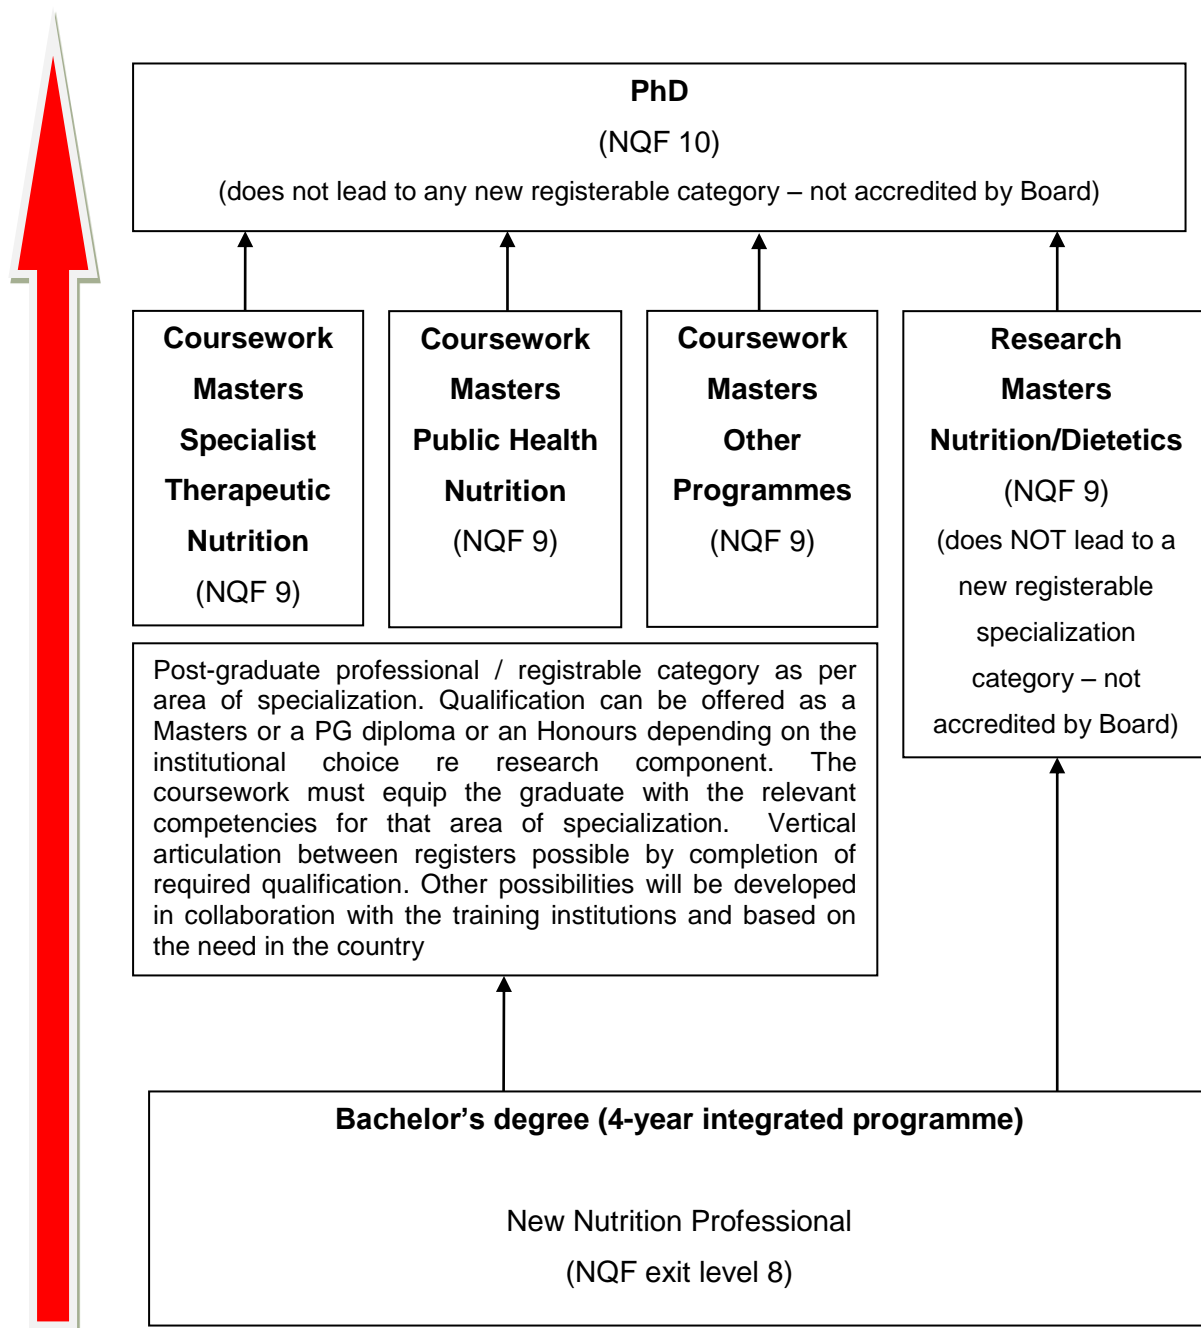 PhD
(NQF 10)
(does not lead to any new registerable category – not accredited by Board)
Coursework
Masters
Specialist
Therapeutic
Nutrition
(NQF 9)
Coursework
Masters
Public Health
Nutrition
(NQF 9)
Coursework
Masters
Other
Programmes
(NQF 9)
Research
Masters
Nutrition/Dietetics
(NQF 9)
(does NOT lead to a
new registerable
specialization
category – not
accredited by Board)
Post-graduate professional / registrable category as per
area of specialization. Qualification can be offered as a
Masters or a PG diploma or an Honours depending on the
institutional choice re research component. The
coursework must equip the graduate with the relevant
competencies for that area of specialization. Vertical
articulation between registers possible by completion of
required qualification. Other possibilities will be developed
in collaboration with the training institutions and based on
the need in the country
Bachelor’s degree (4-year integrated programme)
New Nutrition Professional
(NQF exit level 8)